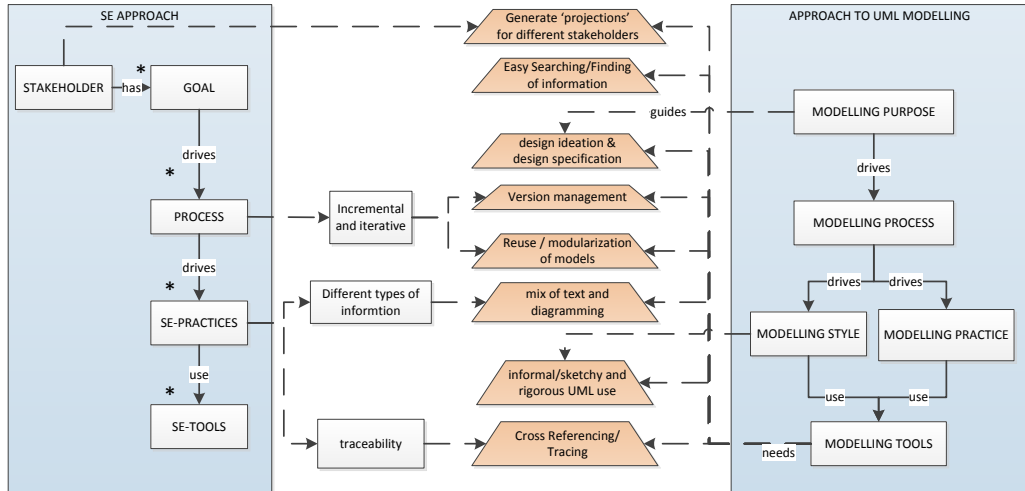 SE APPROACH
STAKEHOLDER
*
has
GOAL
drives
*
PROCESS
drives
*
SE-PRACTICES
use
*
SE-TOOLS
Incremental
and iterative
Different types of
informtion
traceability
Generate ‘projections’
for different stakeholders
Easy Searching/Finding
of information
guides
design ideation &
design specification
Version management
Reuse / modularization
of models
mix of text and
diagramming
informal/sketchy and
rigorous UML use
Cross Referencing/
Tracing
APPROACH TO UML MODELLING
MODELLING PURPOSE
drives
MODELLING PROCESS
drives
drives
MODELLING STYLE
MODELLING PRACTICE
use
use
needs
MODELLING TOOLS